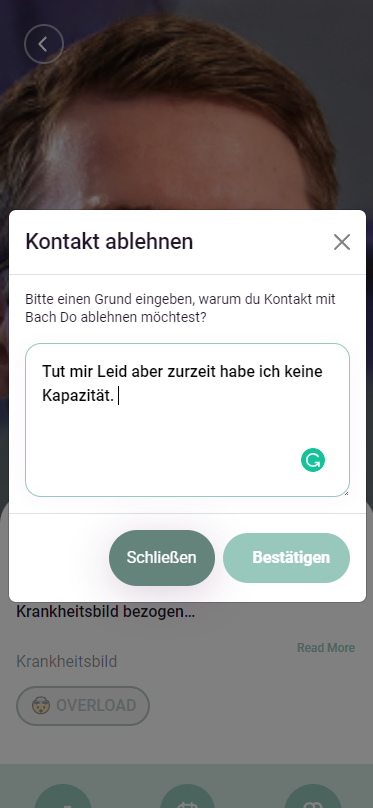 Kontakt ablehnen
Bitte einen Grund eingeben, warum du Kontakt mit
Bach Do ablehnen möchtest?
Tut mir Leid aber zurzeit habe ich keine
Kapazität.
Schließen
Bestätigen
Krankheitsbild bezogen...
Read More
Krankheitsbild
OVERLOAD